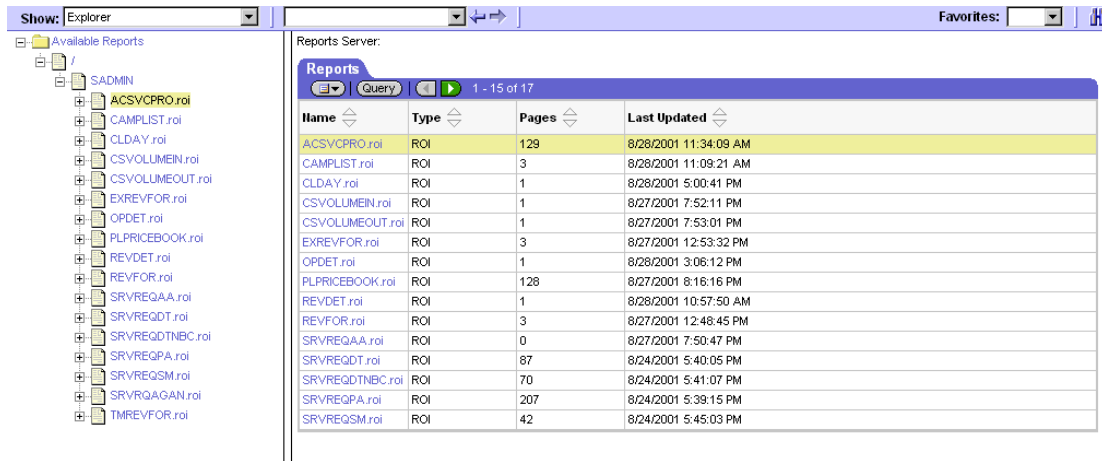 Show: Explorer Favorites:
Available Reports
/
SADMIN
ACSVCPRO.roi
CAMPLIST.roi
CLDAY.roi
CSVOLUMEIN.roi
CSVOLUMEOUT.roi
EXREVFOR.roi
OPDET.roi
PLPRICEBOOK.roi
REVDET.roi
REVFOR.roi
SRVREQAA.roi
SRVREQDT.roi
SRVREQDTNBC.roi
SRVREQPA.roi
SRVREQSM.roi
SRVRQAGAN.roi
TMREVFOR.roi
Reports Server:
Reports
Query 1 - 15 of 17
Name Type Pages Last Updated
ACSVCPRO.roi ROI 129 8/28/2001 11:34:09 AM
CAMPLIST.roi ROI 3 8/28/2001 11:09:21 AM
CLDAY.roi ROI 1 8/28/2001 5:00:41 PM
CSVOLUMEIN.roi ROI 1 8/27/2001 7:52:11 PM
CSVOLUMEOUT.roi ROI 1 8/27/2001 7:53:01 PM
EXREVFOR.roi ROI 3 8/27/2001 12:53:32 PM
OPDET.roi ROI 1 8/28/2001 3:06:12 PM
PLPRICEBOOK.roi ROI 128 8/27/2001 8:16:16 PM
REVDET.roi ROI 1 8/28/2001 10:57:50 AM
REVFOR.roi ROI 3 8/27/2001 12:48:45 PM
SRVREQAA.roi ROI 0 8/27/2001 7:50:47 PM
SRVREQDT.roi ROI 87 8/24/2001 5:40:05 PM
SRVREQDTNBC.roi ROI 70 8/24/2001 5:41:07 PM
SRVREQPA.roi ROI 207 8/24/2001 5:39:15 PM
SRVREQSM.roi ROI 42 8/24/2001 5:45:03 PM